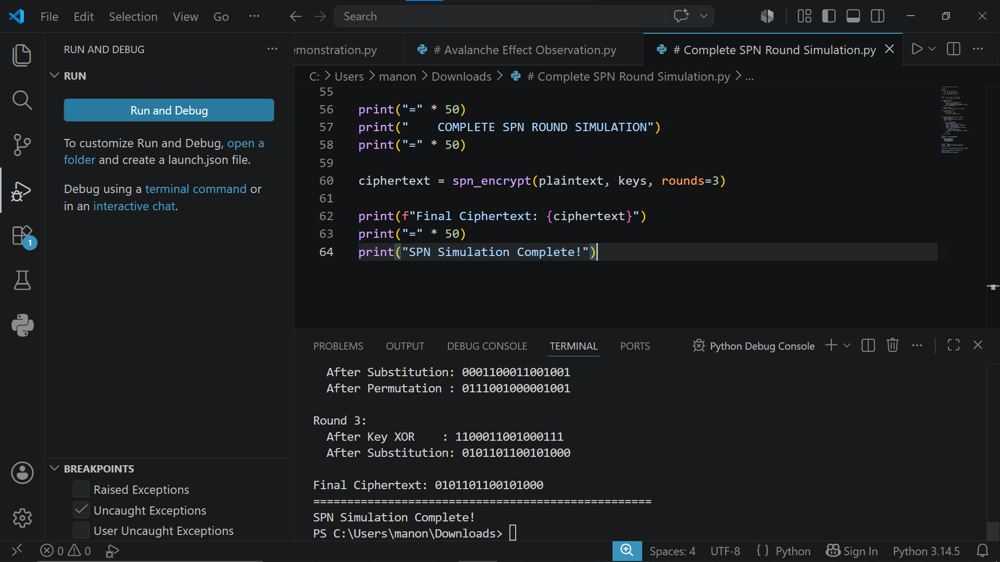 File Edit Selection View Go ··· Search
RUN AND DEBUG ···
RUN
Run and Debug
To customize Run and Debug, open a
folder and create a launch.json file.
Debug using a terminal command or
in an interactive chat.
1
BREAKPOINTS
Raised Exceptions
Uncaught Exceptions
User Uncaught Exceptions
emonstration.py # Avalanche Effect Observation.py # Complete SPN Round Simulation.py
C: > Users > manon > Downloads > # Complete SPN Round Simulation.py > ...
55
56 print("=" * 50)
57 print("    COMPLETE SPN ROUND SIMULATION")
58 print("=" * 50)
59
60 ciphertext = spn_encrypt(plaintext, keys, rounds=3)
61
62 print(f"Final Ciphertext: {ciphertext}")
63 print("=" * 50)
64 print("SPN Simulation Complete!")
PROBLEMS OUTPUT DEBUG CONSOLE TERMINAL PORTS Python Debug Console
After Substitution: 0001100011001001
After Permutation : 0111001000001001
Round 3:
After Key XOR    : 1100011001000111
After Substitution: 0101101100101000
Final Ciphertext: 0101101100101000
==================================================
SPN Simulation Complete!
PS C:\Users\manon\Downloads>
0 0 Spaces: 4 UTF-8 {} Python Sign In Python 3.14.5